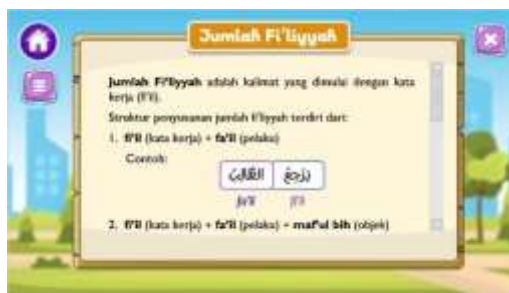 Jumlah Fi'liyyah
Jumlah Fi'liyyah adalah kalimat yang dimulai dengan kata
kerja (fi'il).
Struktur penyusunan jumlah fi'liyyah terdiri dari:
1. fi'il (kata kerja) + fa'il (pelaku)
Contoh:
يَرْجِعُ الطَّالِبُ
fa'il fi'il
2. fi'il (kata kerja) + fa'il (pelaku) + maf'ul bih (objek)